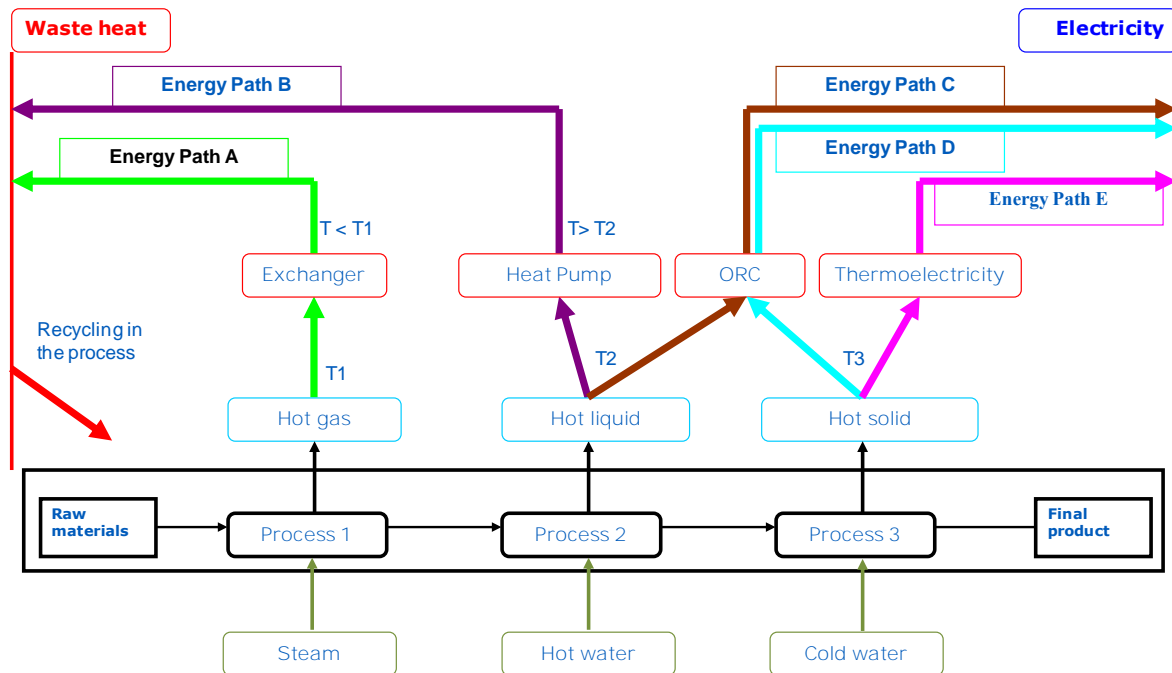 Waste heat
Electricity
Energy Path B
Energy Path C
Energy Path A
Energy Path D
Energy Path E
T < T1
T> T2
Exchanger
Heat Pump
ORC
Thermoelectricity
Recycling in
the process
T1
T2
T3
Hot gas
Hot liquid
Hot solid
Raw
materials
Process 1
Process 2
Process 3
Final
product
Steam
Hot water
Cold water